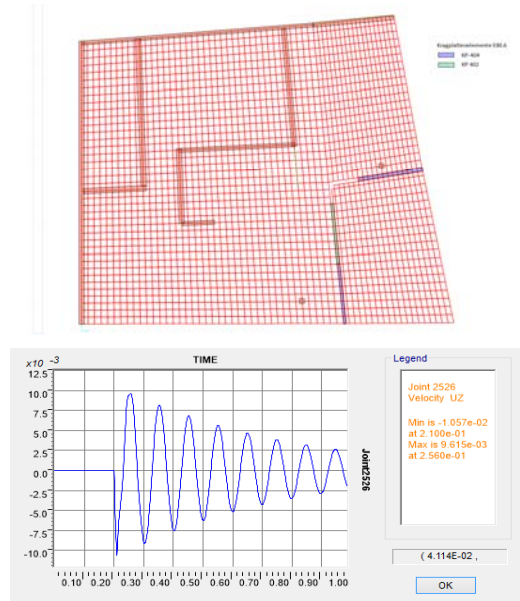 Kragplattenelemente EBEA
KP 404
KP 402
TIME
Legend
x10 -3
12.5
10.0
7.5
5.0
2.5
0.0
-2.5
-5.0
-7.5
-10.0
0.10 0.20 0.30 0.40 0.50 0.60 0.70 0.80 0.90 1.00
Joint2526
Joint 2526
Velocity UZ
Min is -1.057e-02
at 2.100e-01
Max is 9.615e-03
at 2.560e-01
( 4.114E-02 ,
OK